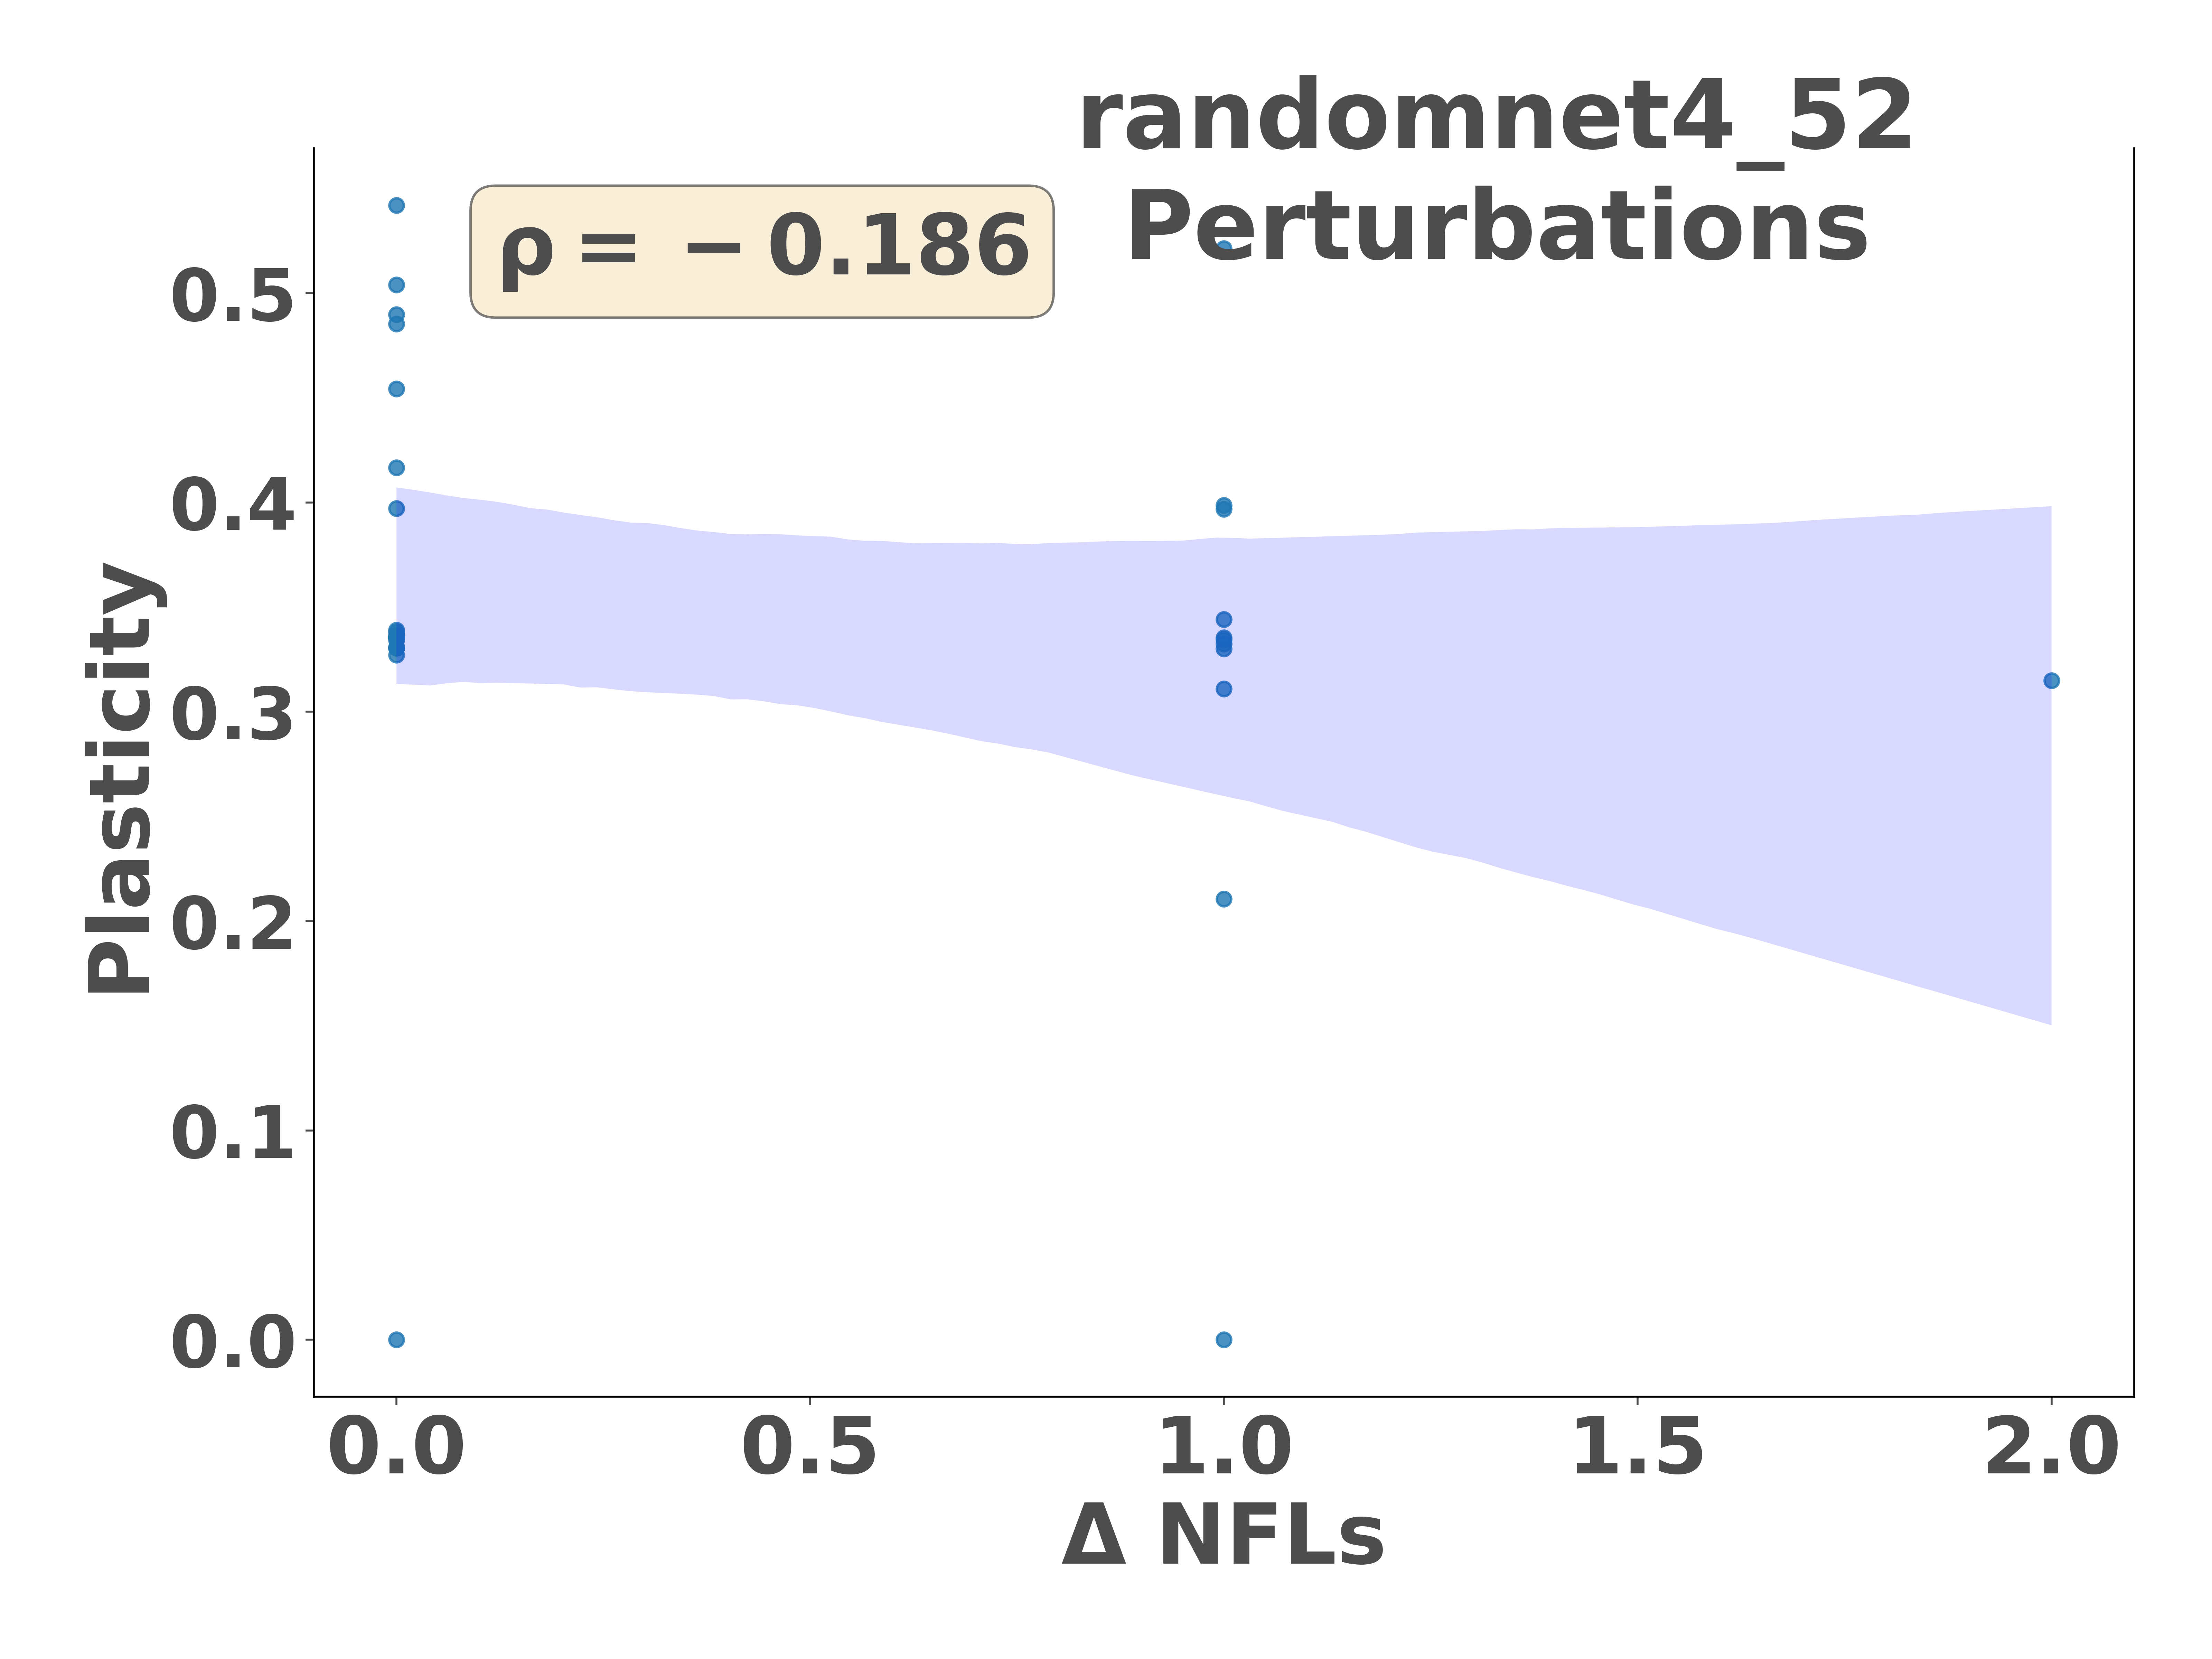 randomnet4_52
Perturbations
ρ = − 0.186
Plasticity
0.5
0.4
0.3
0.2
0.1
0.0
0.0 0.5 1.0 1.5 2.0
Δ NFLs